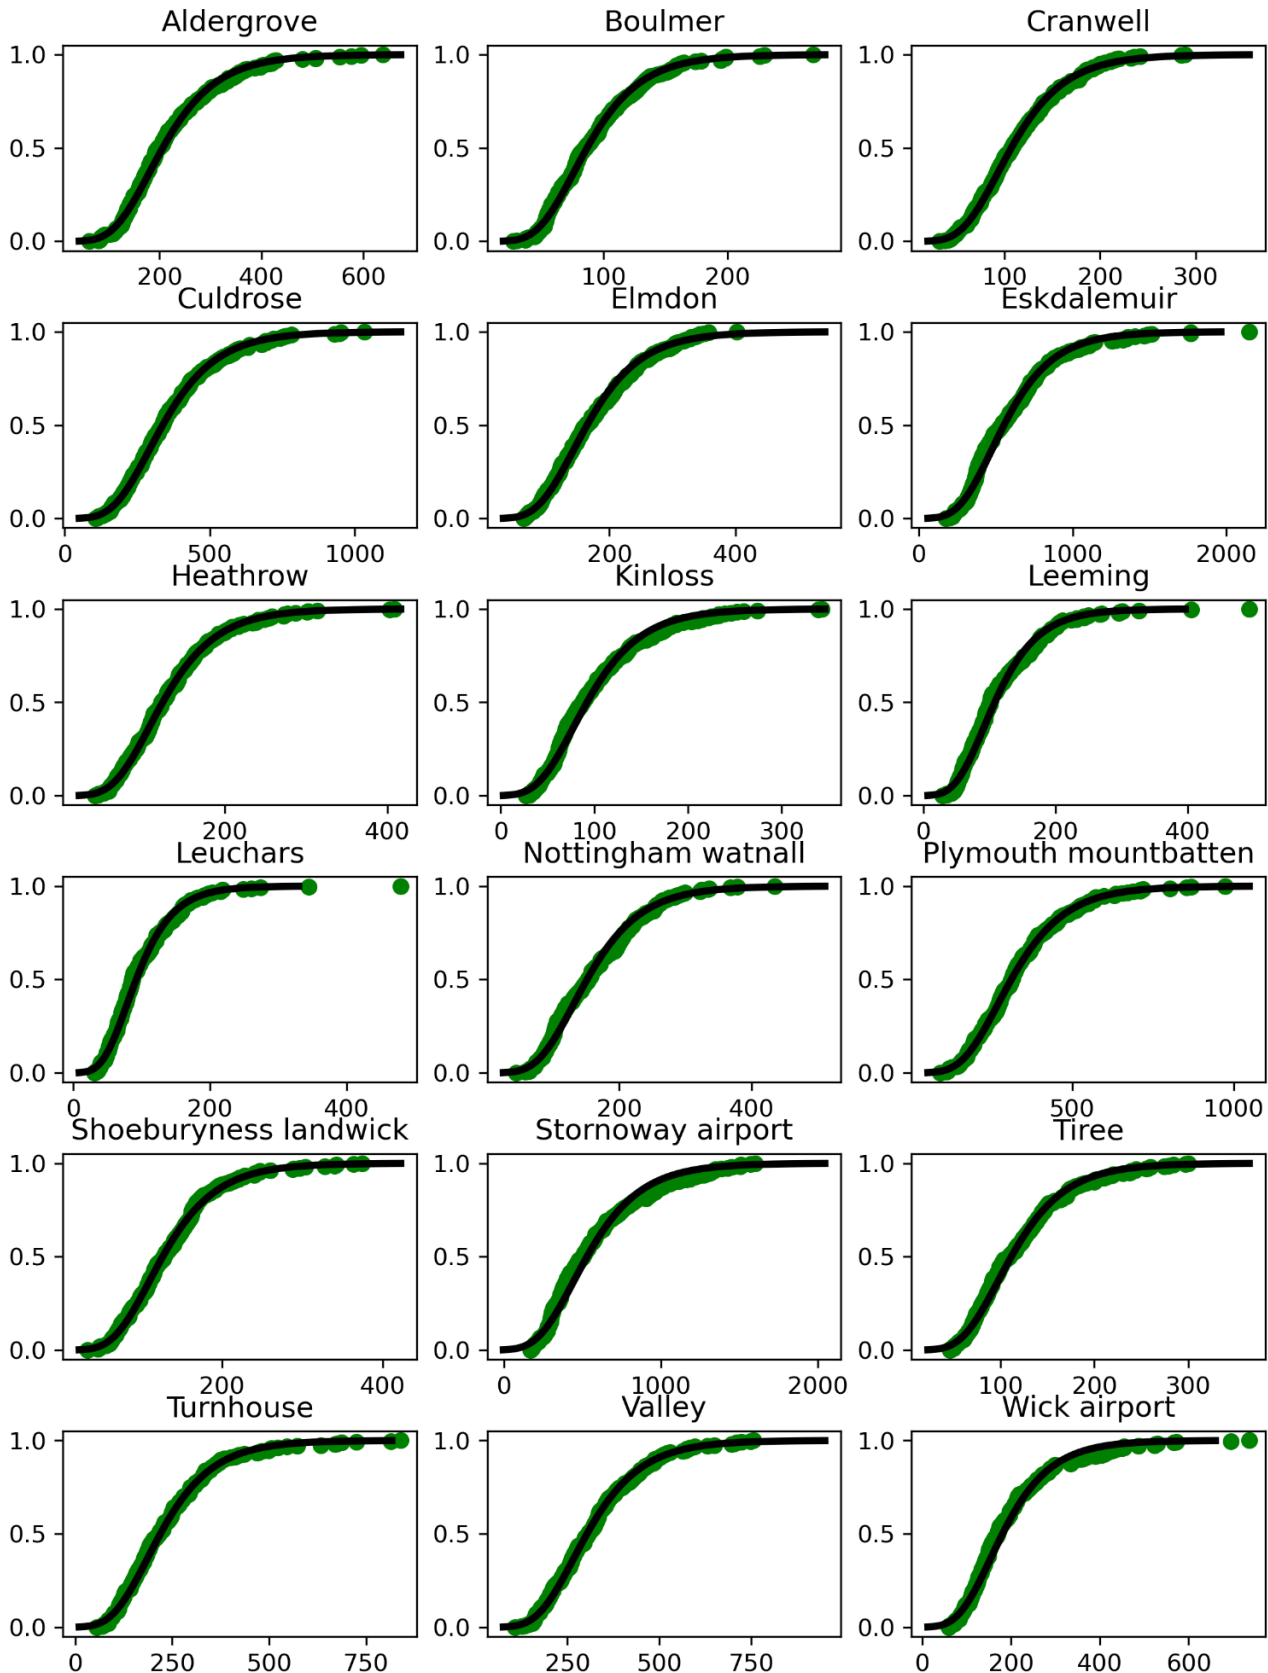 Aldergrove Boulmer Cranwell
1.0 1.0 1.0
0.5 0.5 0.5
0.0 0.0 0.0
200 400 600 100 200 100 200 300
Culdrose Elmdon Eskdalemuir
1.0 1.0 1.0
0.5 0.5 0.5
0.0 0.0 0.0
0 500 1000 200 400 0 1000 2000
Heathrow Kinloss Leeming
1.0 1.0 1.0
0.5 0.5 0.5
0.0 0.0 0.0
200 400 0 100 200 300 0 200 400
Leuchars Nottingham watnall Plymouth mountbatten
1.0 1.0 1.0
0.5 0.5 0.5
0.0 0.0 0.0
0 200 400 200 400 500 1000
Shoeburyness landwick Stornoway airport Tiree
1.0 1.0 1.0
0.5 0.5 0.5
0.0 0.0 0.0
200 400 0 1000 2000 100 200 300
Turnhouse Valley Wick airport
1.0 1.0 1.0
0.5 0.5 0.5
0.0 0.0 0.0
0 250 500 750 250 500 750 0 200 400 600